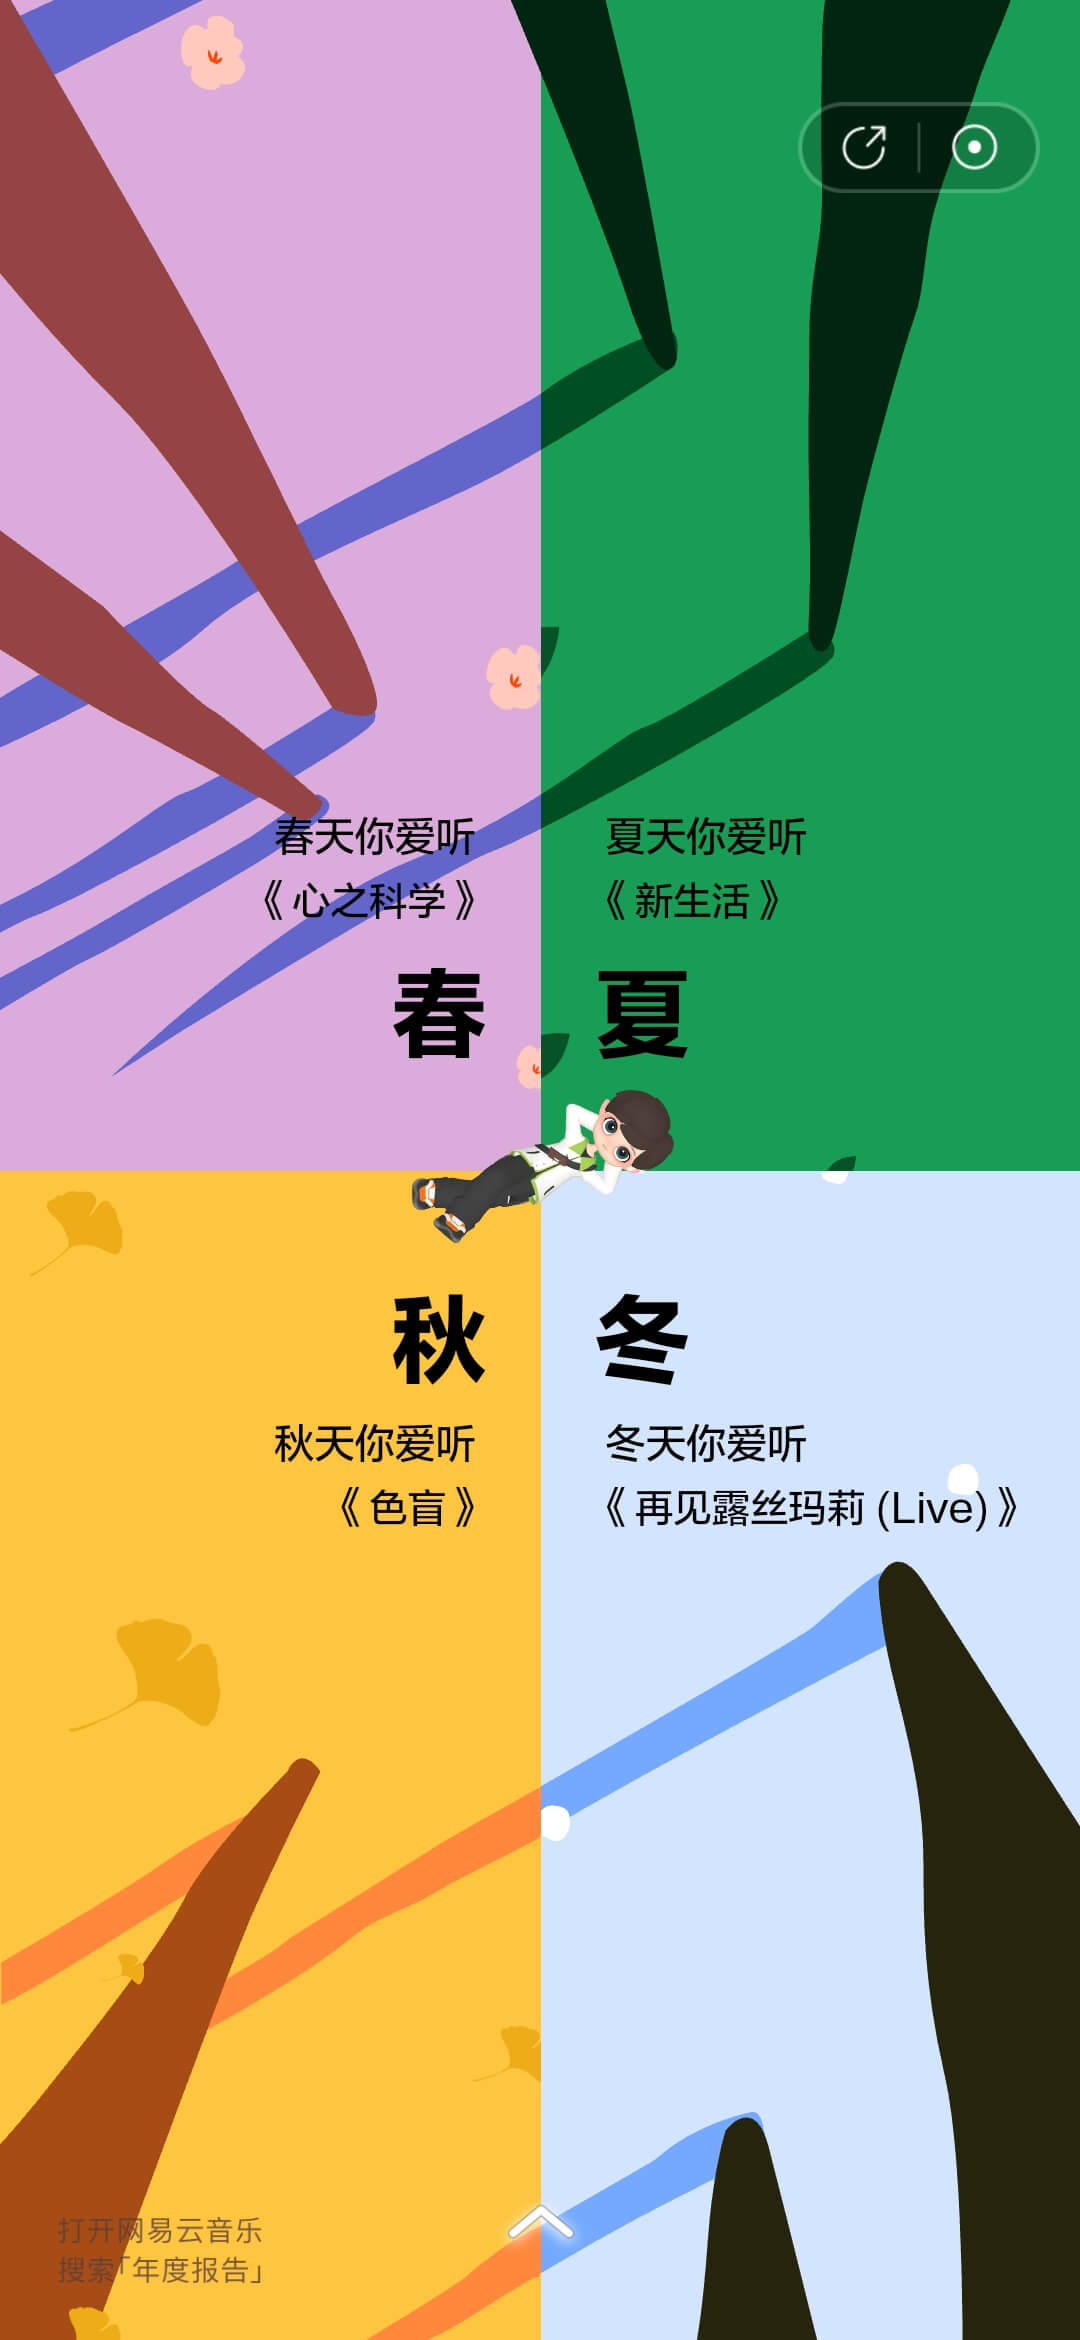 春天你爱听
《心之科学》
春
夏天你爱听
《新生活》
夏
秋
秋天你爱听
《色盲》
冬
冬天你爱听
《再见露丝玛莉 (Live)》
打开网易云音乐
搜索「年度报告」